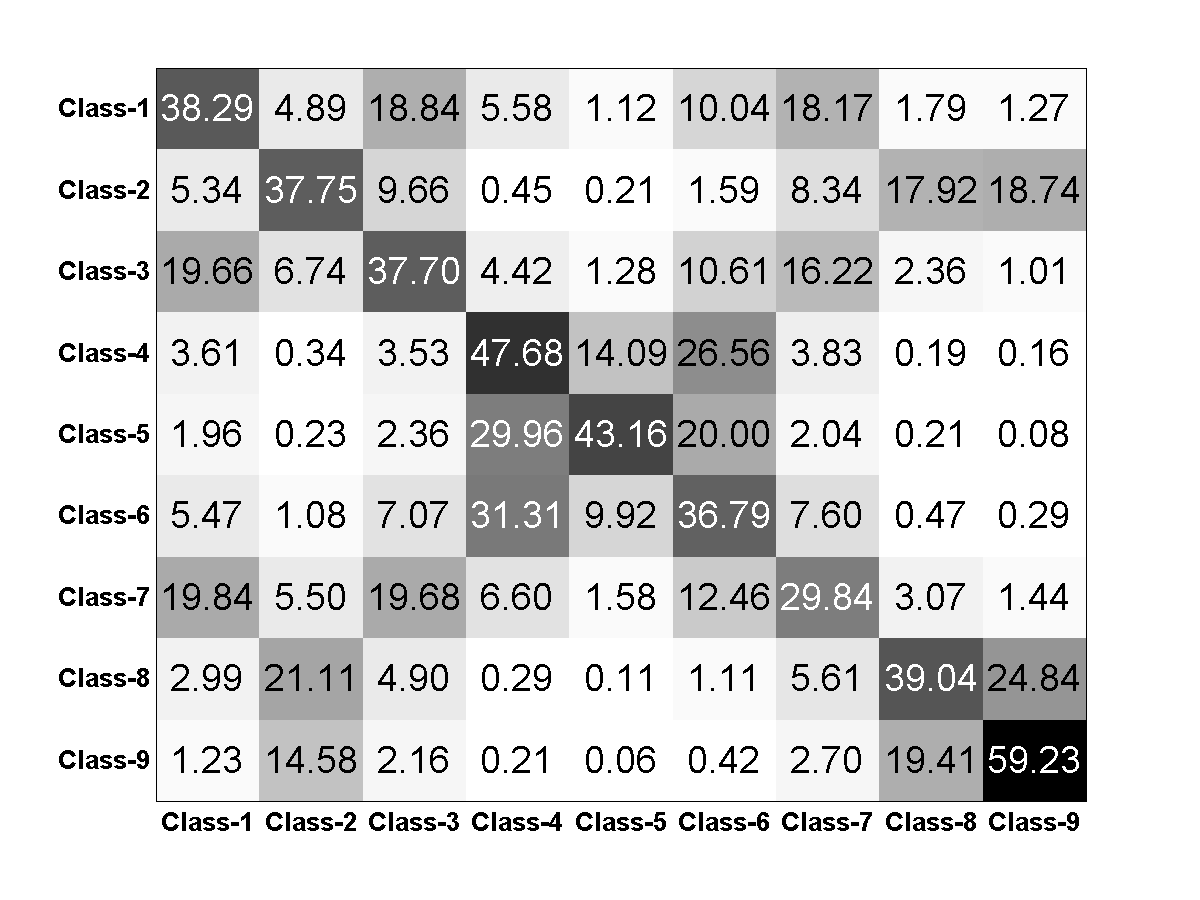 Class-1 38.29 4.89 18.84 5.58 1.12 10.04 18.17 1.79 1.27
Class-2 5.34 37.75 9.66 0.45 0.21 1.59 8.34 17.92 18.74
Class-3 19.66 6.74 37.70 4.42 1.28 10.61 16.22 2.36 1.01
Class-4 3.61 0.34 3.53 47.68 14.09 26.56 3.83 0.19 0.16
Class-5 1.96 0.23 2.36 29.96 43.16 20.00 2.04 0.21 0.08
Class-6 5.47 1.08 7.07 31.31 9.92 36.79 7.60 0.47 0.29
Class-7 19.84 5.50 19.68 6.60 1.58 12.46 29.84 3.07 1.44
Class-8 2.99 21.11 4.90 0.29 0.11 1.11 5.61 39.04 24.84
Class-9 1.23 14.58 2.16 0.21 0.06 0.42 2.70 19.41 59.23
Class-1 Class-2 Class-3 Class-4 Class-5 Class-6 Class-7 Class-8 Class-9